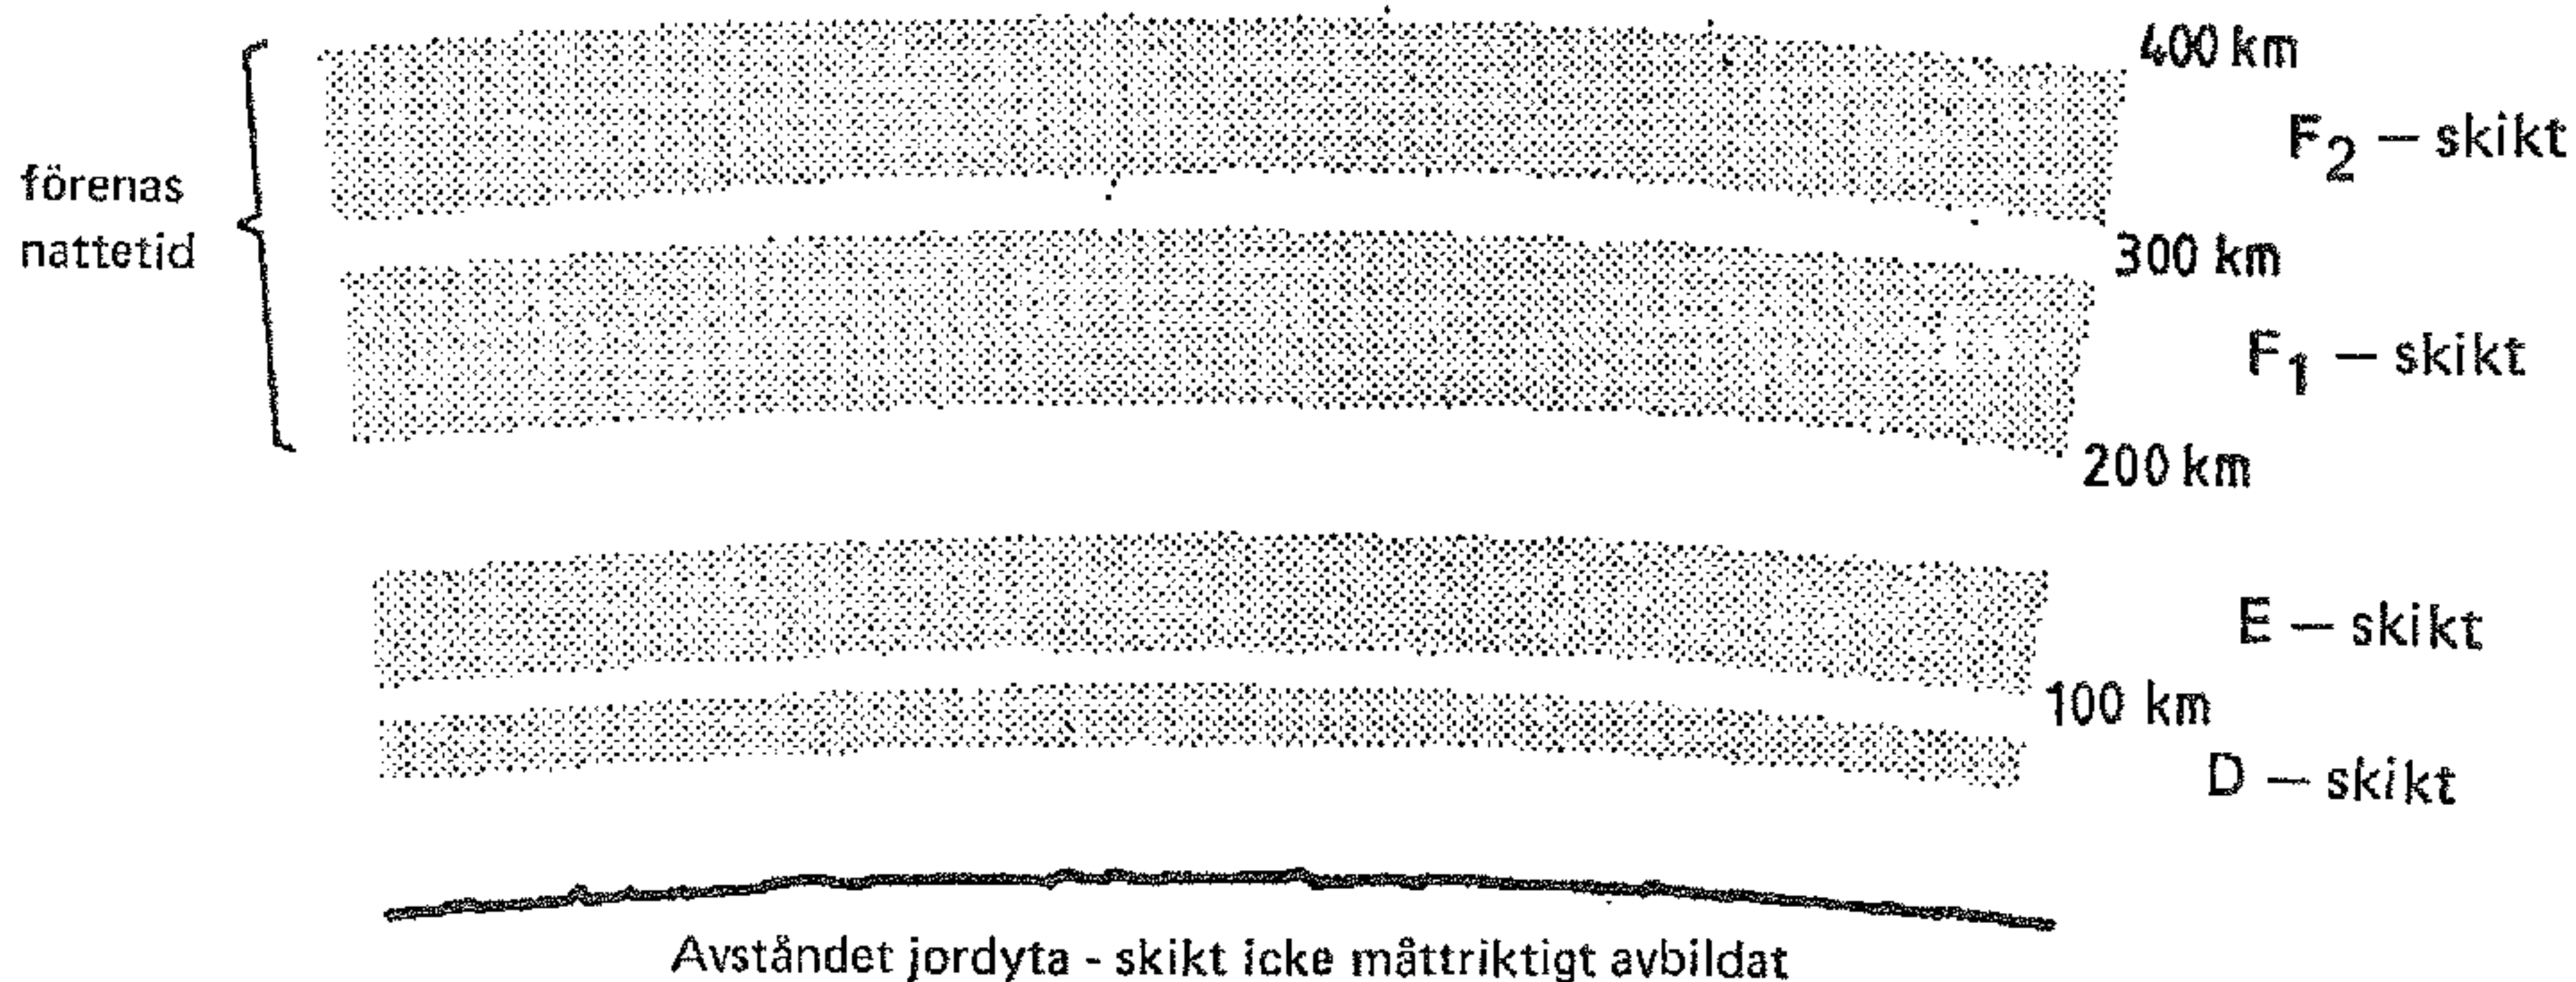 400 km
F2 – skikt
förenas
nattetid
300 km
F1 – skikt
200 km
E – skikt
100 km
D – skikt
Avståndet jordyta - skikt icke måttriktigt avbildat